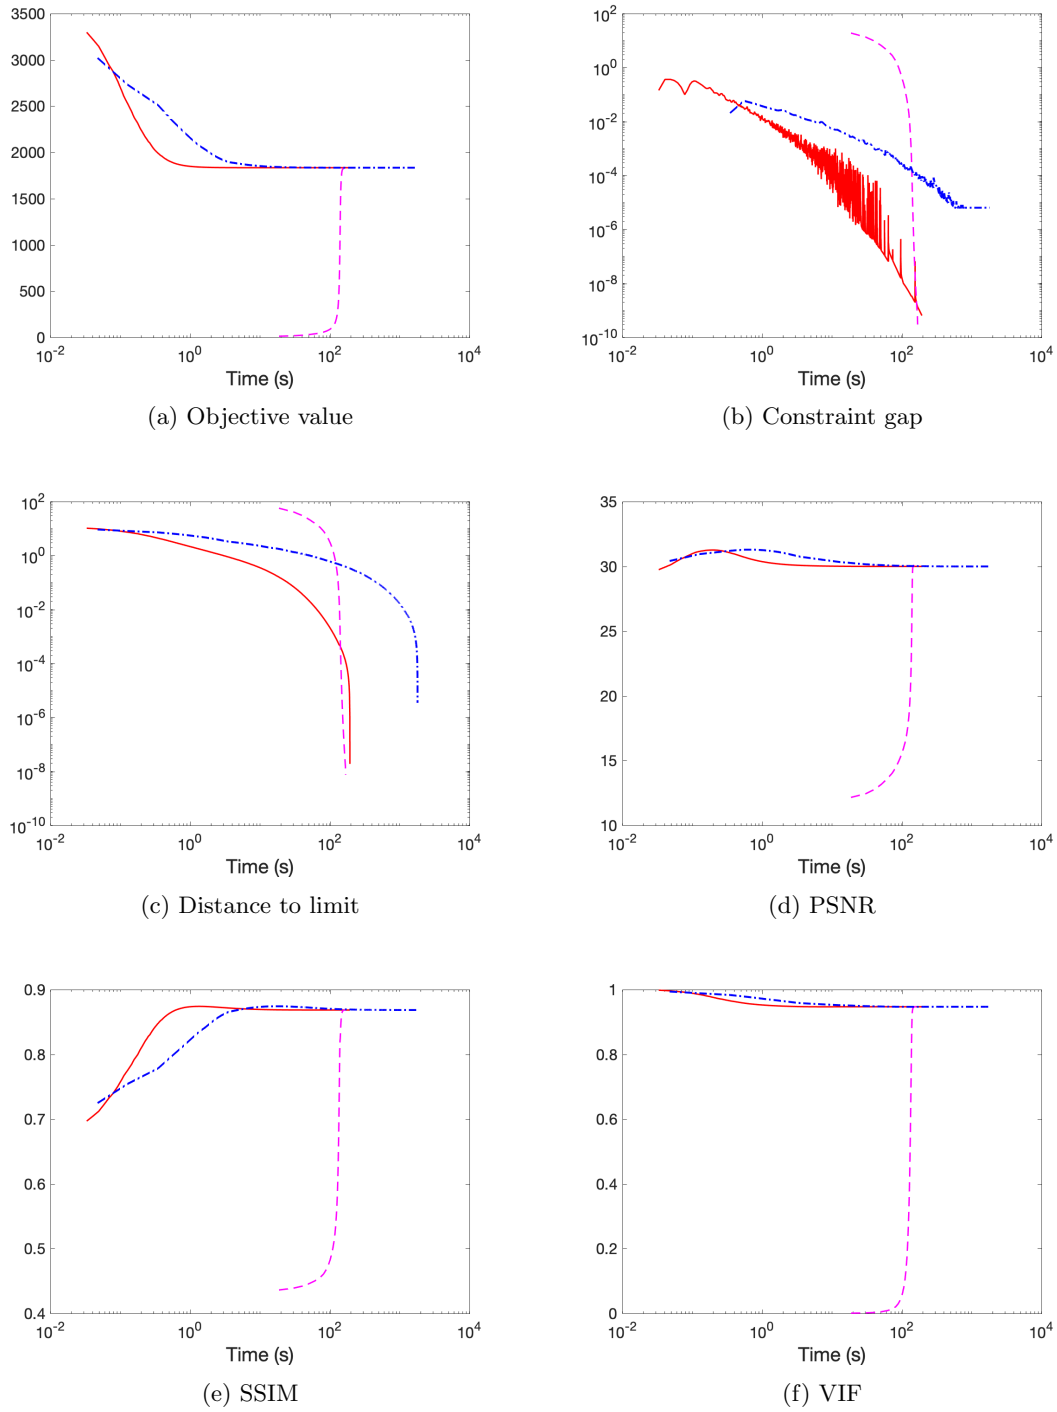 3500
3000
2500
2000
1500
1000
500
0
10^-2 10^0 10^2 10^4
Time (s)
(a) Objective value
10^2
10^0
10^-2
10^-4
10^-6
10^-8
10^-10
10^-2 10^0 10^2 10^4
Time (s)
(b) Constraint gap
10^2
10^0
10^-2
10^-4
10^-6
10^-8
10^-10
10^-2 10^0 10^2 10^4
Time (s)
(c) Distance to limit
35
30
25
20
15
10
10^-2 10^0 10^2 10^4
Time (s)
(d) PSNR
0.9
0.8
0.7
0.6
0.5
0.4
10^-2 10^0 10^2 10^4
Time (s)
(e) SSIM
1
0.8
0.6
0.4
0.2
0
10^-2 10^0 10^2 10^4
Time (s)
(f) VIF